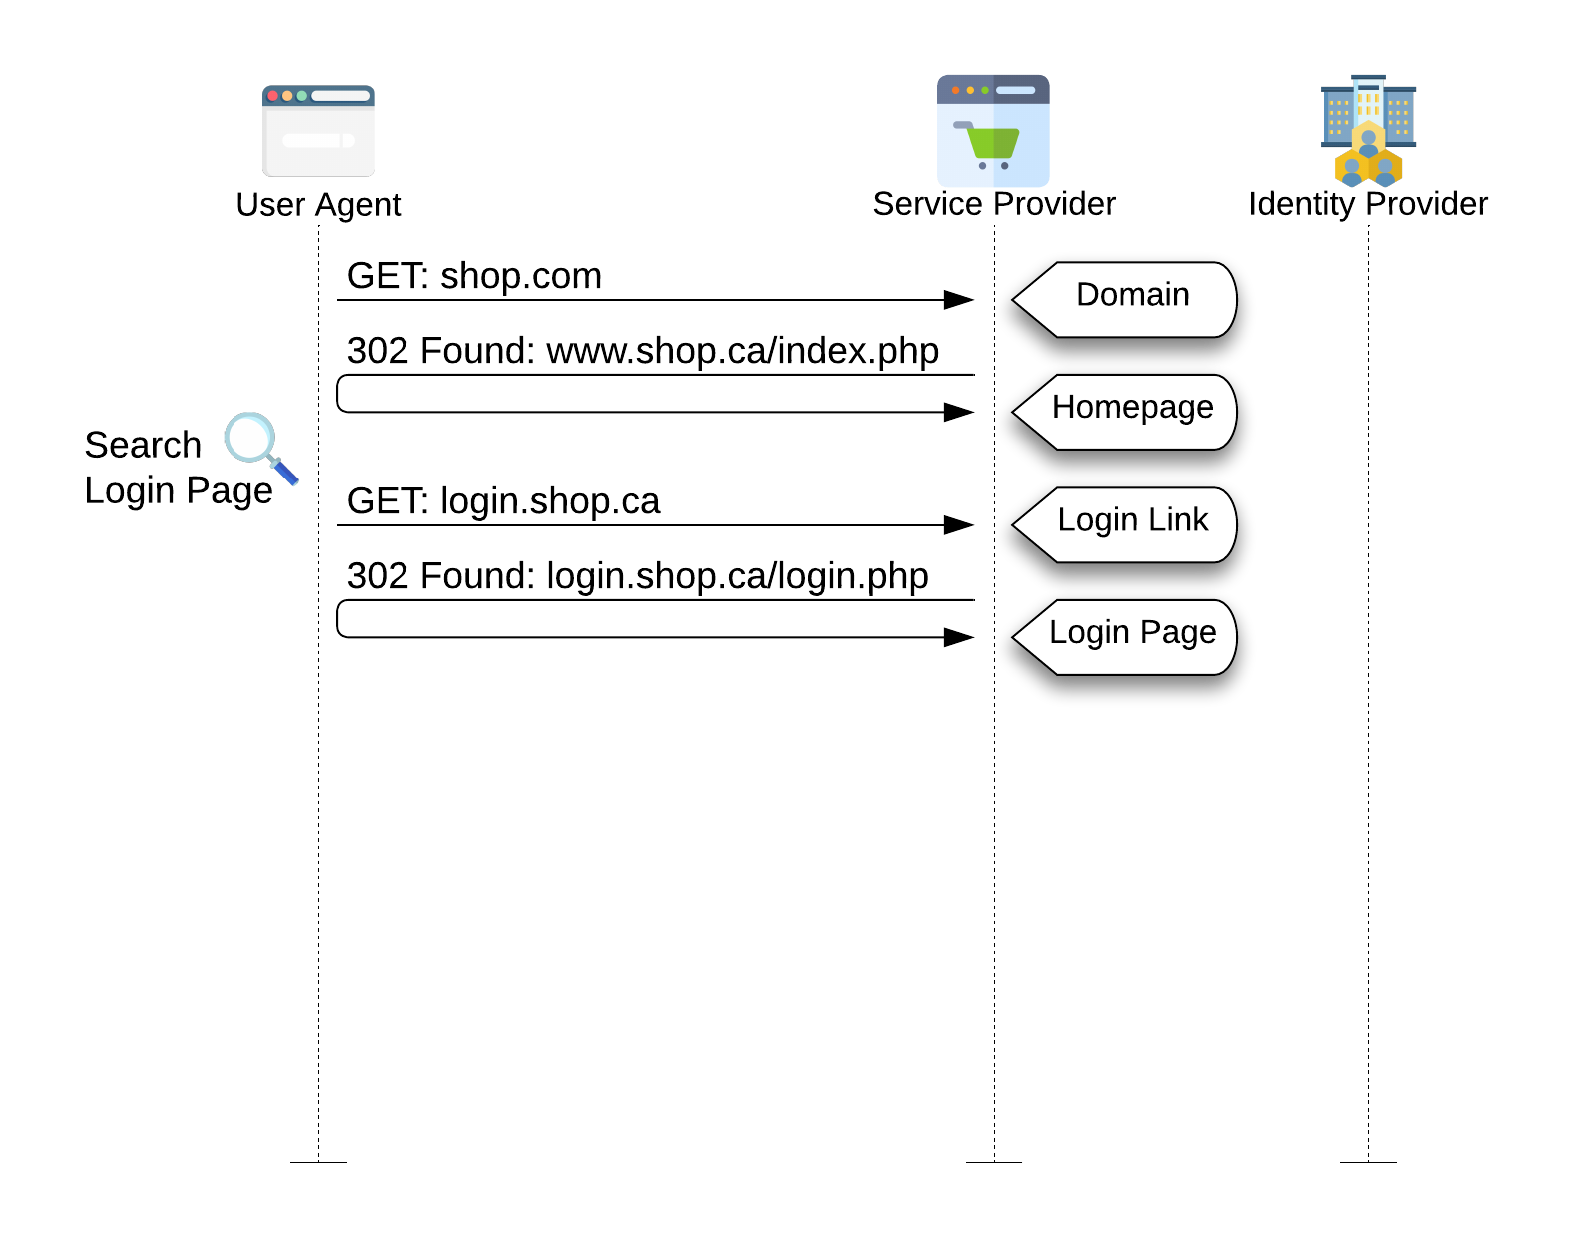 User Agent
Service Provider
Identity Provider
GET: shop.com
Domain
302 Found: www.shop.ca/index.php
Homepage
Search
Login Page
GET: login.shop.ca
Login Link
302 Found: login.shop.ca/login.php
Login Page